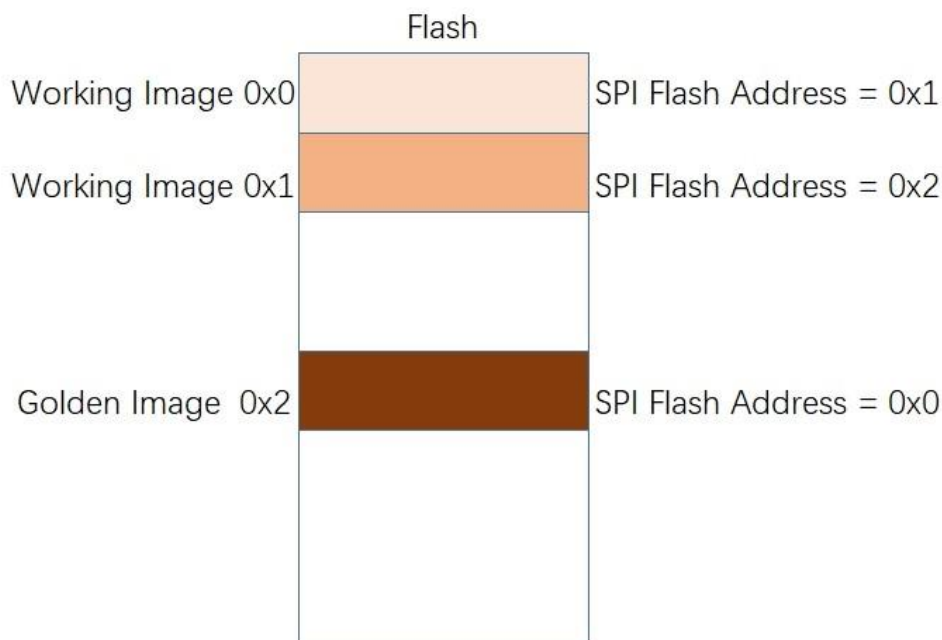 Flash
Working Image 0x0 SPI Flash Address = 0x1
Working Image 0x1 SPI Flash Address = 0x2
Golden Image 0x2 SPI Flash Address = 0x0